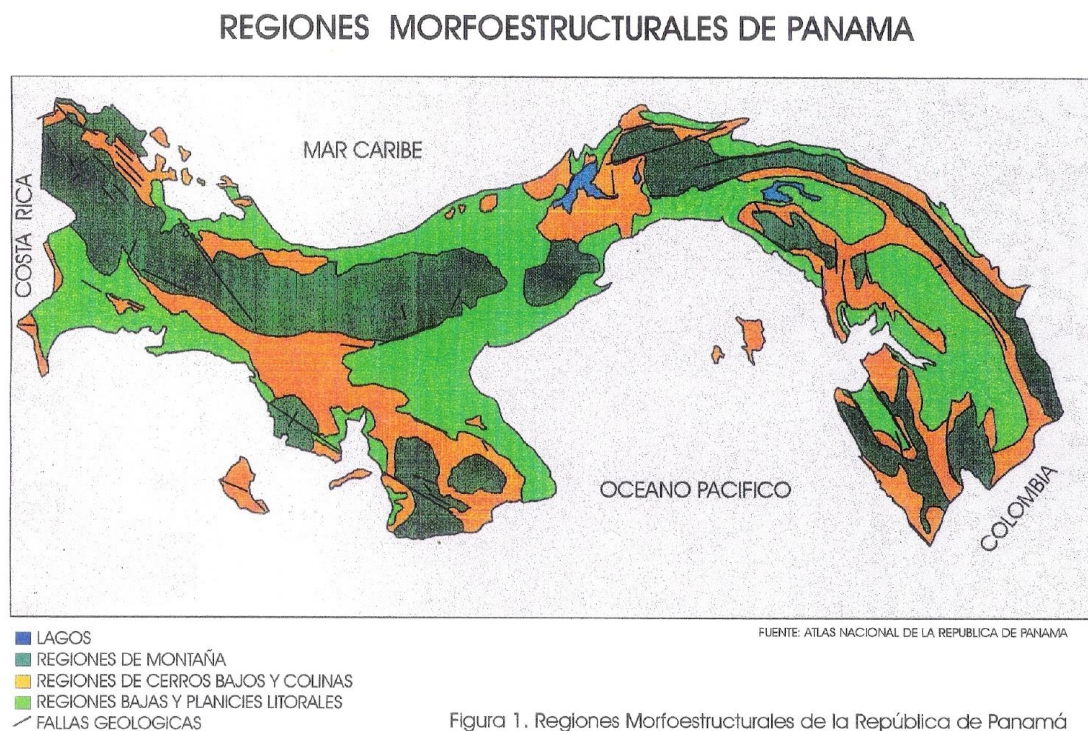 REGIONES MORFOESTRUCTURALES DE PANAMA
MAR CARIBE
COSTA RICA
OCEANO PACIFICO
COLOMBIA
FUENTE: ATLAS NACIONAL DE LA REPUBLICA DE PANAMA
LAGOS
REGIONES DE MONTAÑA
REGIONES DE CERROS BAJOS Y COLINAS
REGIONES BAJAS Y PLANICIES LITORALES
FALLAS GEOLOGICAS
Figura 1. Regiones Morfoestructurales de la República de Panamá